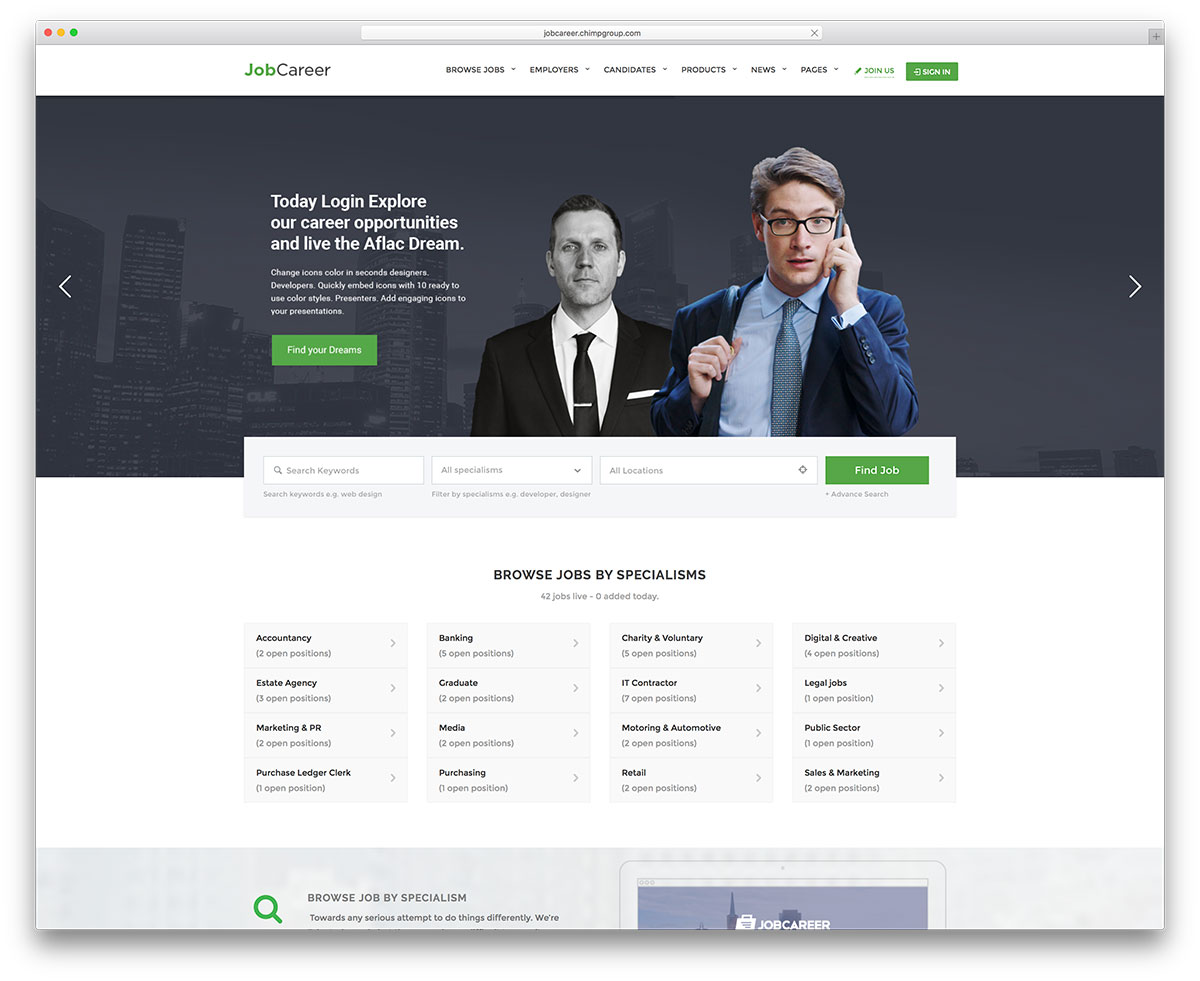 jobcareer.chimpgroup.com
JobCareer
BROWSE JOBS
EMPLOYERS
CANDIDATES
PRODUCTS
NEWS
PAGES
JOIN US
SIGN IN
Today Login Explore
our career opportunities
and live the Aflac Dream.
Change icons color in seconds designers.
Developers. Quickly embed icons with 10 ready to
use color styles. Presenters. Add engaging icons to
your presentations.
Find your Dreams
Search Keywords
All specialisms
All Locations
Find Job
Search keywords e.g. web design
Filter by specialisms e.g. developer, designer
+ Advance Search
BROWSE JOBS BY SPECIALISMS
42 jobs live - 0 added today.
Accountancy
(2 open positions)
Banking
(5 open positions)
Charity & Voluntary
(5 open positions)
Digital & Creative
(4 open positions)
Estate Agency
(3 open positions)
Graduate
(2 open positions)
IT Contractor
(7 open positions)
Legal jobs
(1 open position)
Marketing & PR
(2 open positions)
Media
(2 open positions)
Motoring & Automotive
(2 open positions)
Public Sector
(1 open position)
Purchase Ledger Clerk
(1 open position)
Purchasing
(1 open position)
Retail
(2 open positions)
Sales & Marketing
(2 open positions)
BROWSE JOB BY SPECIALISM
Towards any serious attempt to do things differently. We're
JOBCAREER